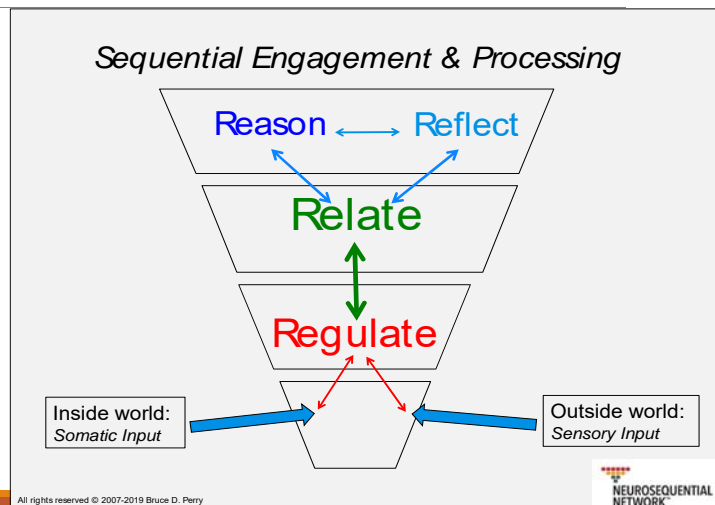 Sequential Engagement & Processing
Reason
Reflect
Relate
Regulate
Inside world:
Somatic Input
Outside world:
Sensory Input
All rights reserved © 2007-2019 Bruce D. Perry
NEUROSEQUENTIAL
NETWORK™